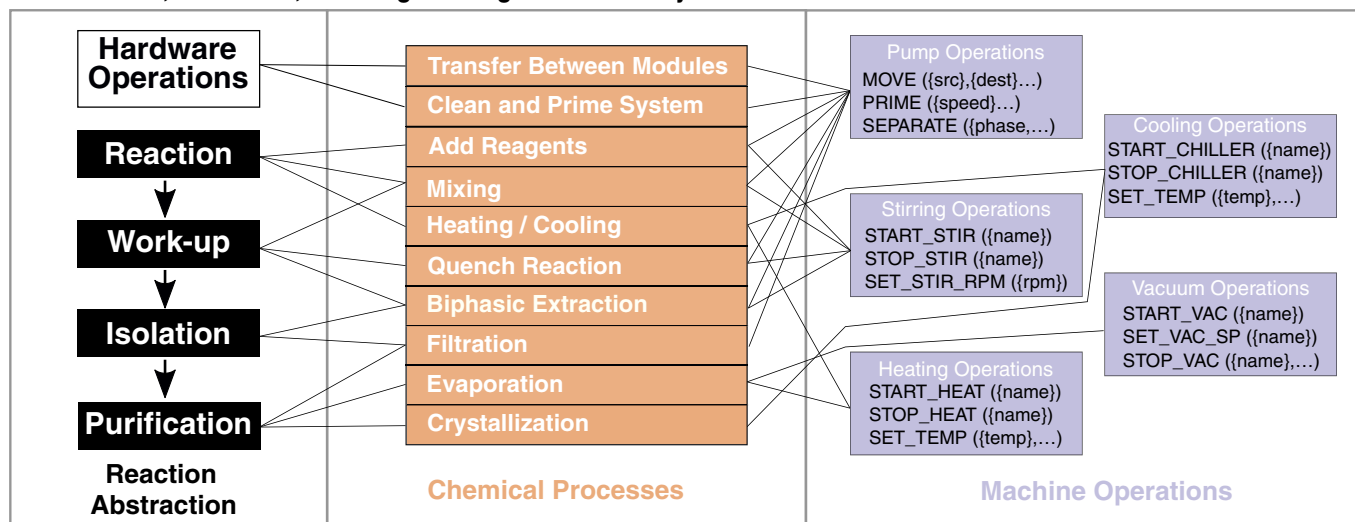 Hardware
Operations
Reaction
Work-up
Isolation
Purification
Reaction
Abstraction
Transfer Between Modules
Clean and Prime System
Add Reagents
Mixing
Heating / Cooling
Quench Reaction
Biphasic Extraction
Filtration
Evaporation
Crystallization
Chemical Processes
Pump Operations
MOVE ({src},{dest}…)
PRIME ({speed}…)
SEPARATE ({phase,…)
Cooling Operations
START_CHILLER ({name})
STOP_CHILLER ({name})
SET_TEMP ({temp},…)
Stirring Operations
START_STIR ({name})
STOP_STIR ({name})
SET_STIR_RPM ({rpm})
Vacuum Operations
START_VAC ({name})
SET_VAC_SP ({name})
STOP_VAC ({name},…)
Heating Operations
START_HEAT ({name})
STOP_HEAT ({name})
SET_TEMP ({temp},…)
Machine Operations